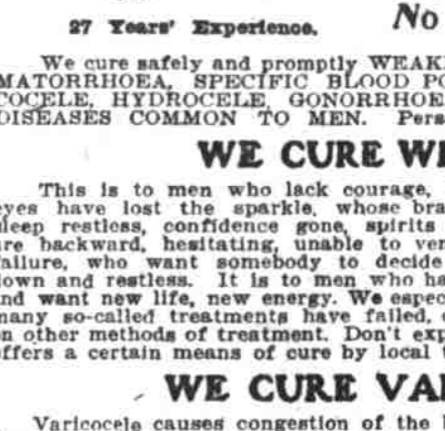 27 Years' Experience.
No
We cure safely and promptly WEAK
MATORRHOEA, SPECIFIC BLOOD PO
COCELE, HYDROCELE, GONORRHOE
DISEASES COMMON TO MEN. Pers
WE CURE WE
This is to men who lack courage,
eyes have lost the sparkle, whose bra
sleep restless, confidence gone, spirits
are backward, hesitating, unable to ven
failure, who want somebody to decide
down and restless. It is to men who ha
and want new life, new energy. We espec
many so-called treatments have failed,
on other methods of treatment. Don't exp
offers a certain means of cure by local
WE CURE VAR
Varicocele causes congestion of the